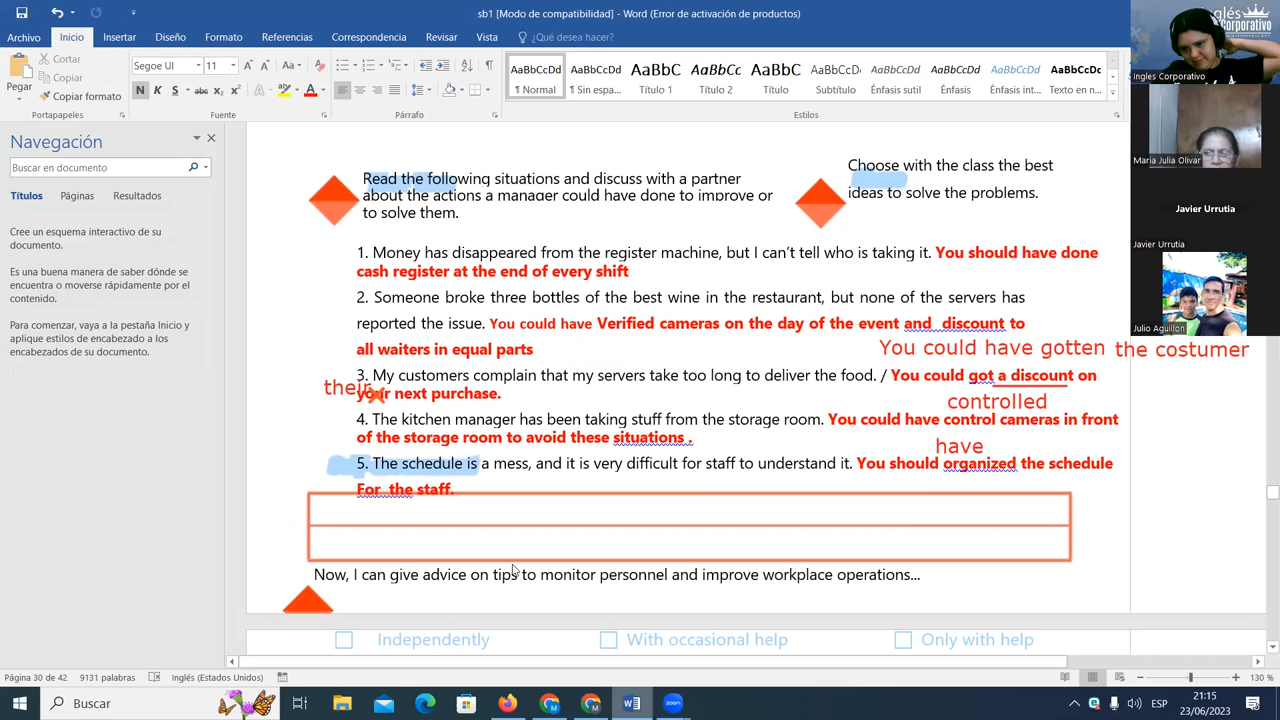 sb1 [Modo de compatibilidad] - Word (Error de activación de productos)
Archivo Inicio Insertar Diseño Formato Referencias Correspondencia Revisar Vista ¿Qué desea hacer?
Inglés
Corporativo
Pegar
Cortar
Copiar
Copiar formato
Portapapeles
Segoe UI 11
N K S abc x₂ x²
Fuente
Párrafo
AaBbCcDd AaBbCcDd AaBbC AaBbCc AaBbC AaBbCcD AaBbCcDd AaBbCcDd AaBbCcDd AaBbCc
¶ Normal ¶ Sin espa... Título 1 Título 2 Título Subtítulo Énfasis sutil Énfasis Énfasis int... Texto en n...
Estilos
Ingles Corporativo
Maria Julia Olivar
Javier Urrutia
Javier Urrutia
Julio Aguillon
Navegación
Buscar en documento
Títulos Páginas Resultados
Cree un esquema interactivo de su
documento.
Es una buena manera de saber dónde se
encuentra o moverse rápidamente por el
contenido.
Para comenzar, vaya a la pestaña Inicio y
aplique estilos de encabezado a los
encabezados de su documento.
Read the following situations and discuss with a partner
about the actions a manager could have done to improve or
to solve them.
Choose with the class the best
ideas to solve the problems.
1. Money has disappeared from the register machine, but I can't tell who is taking it. You should have done
cash register at the end of every shift
2. Someone broke three bottles of the best wine in the restaurant, but none of the servers has
reported the issue. You could have Verified cameras on the day of the event and discount to
all waiters in equal parts
You could have gotten the costumer
3. My customers complain that my servers take too long to deliver the food. / You could got a discount on
their
your next purchase.
controlled
4. The kitchen manager has been taking stuff from the storage room. You could have control cameras in front
of the storage room to avoid these situations .
have
5. The schedule is a mess, and it is very difficult for staff to understand it. You should organized the schedule
For the staff.
Now, I can give advice on tips to monitor personnel and improve workplace operations...
Independently With occasional help Only with help
Página 30 de 42 9131 palabras Inglés (Estados Unidos) 130 %
Buscar
zoom
ESP
21:15
23/06/2023